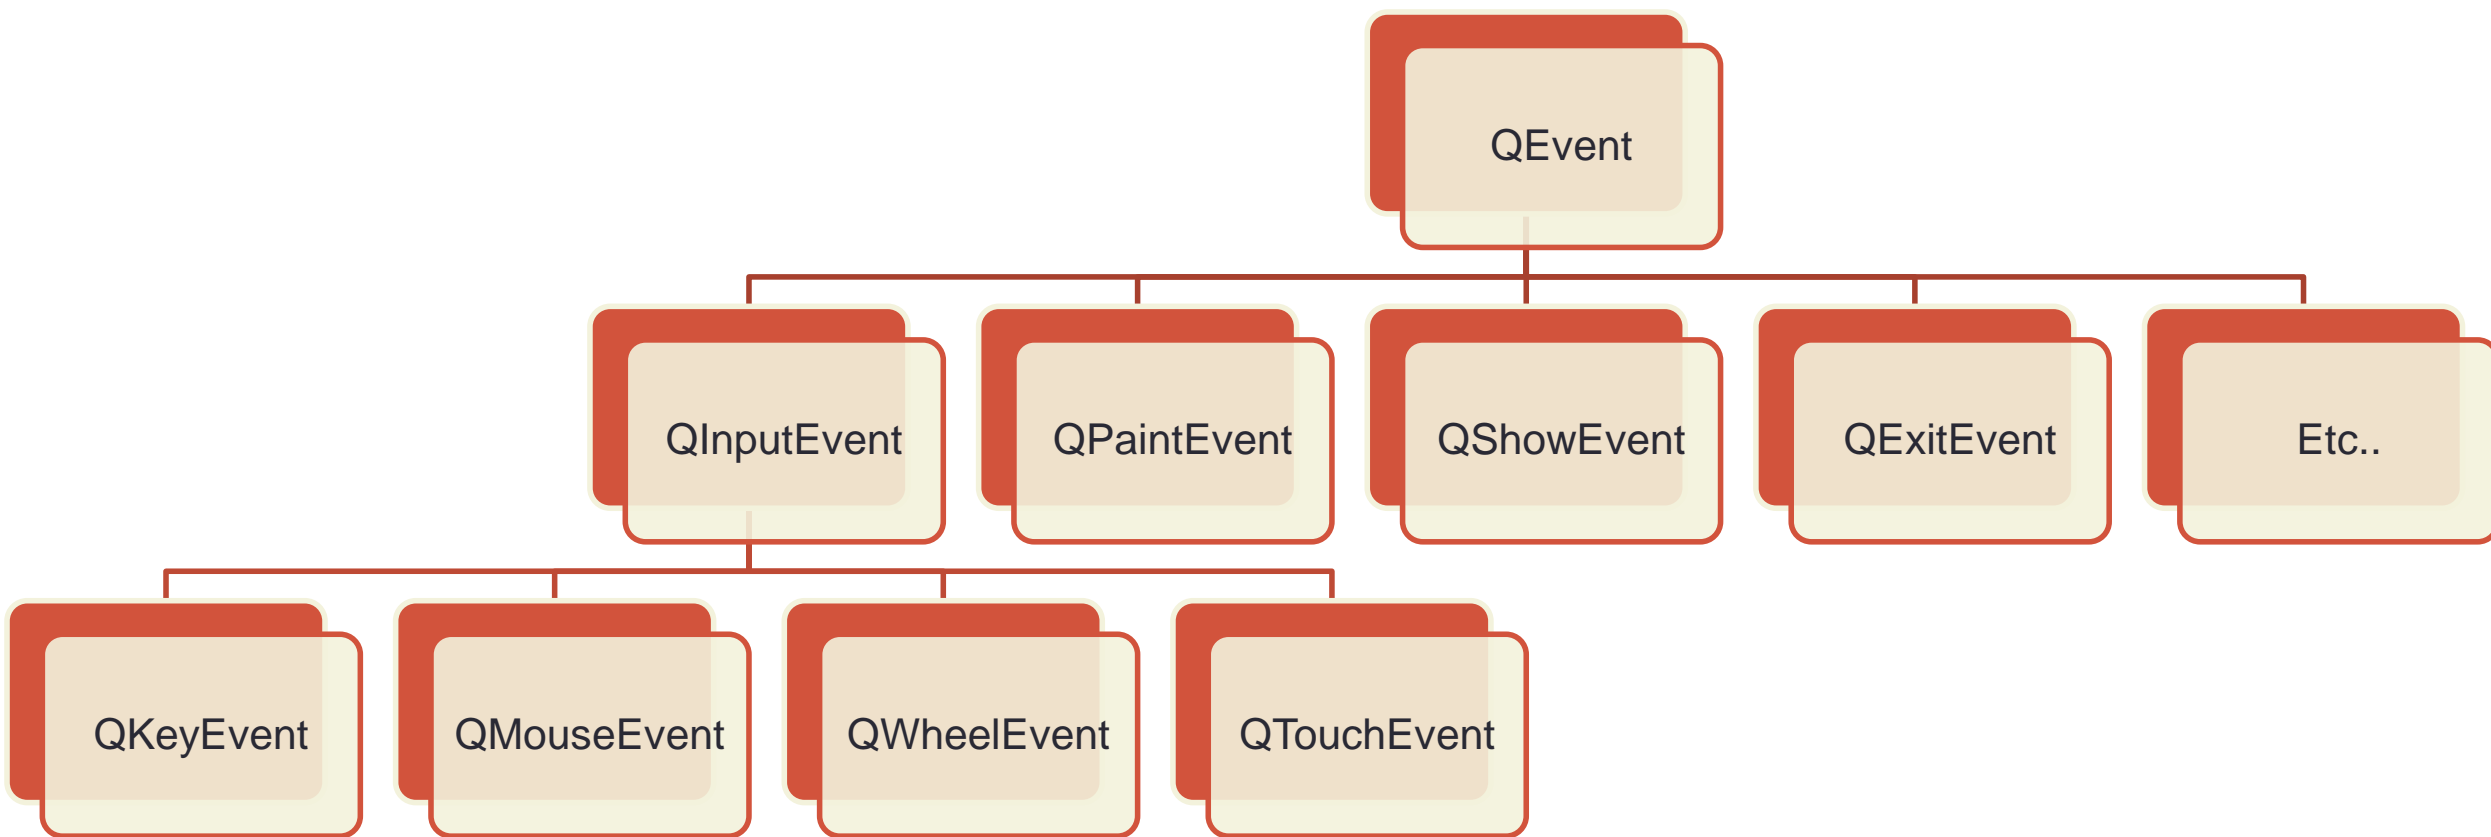 QEvent
QInputEvent
QPaintEvent
QShowEvent
QExitEvent
Etc..
QKeyEvent
QMouseEvent
QWheelEvent
QTouchEvent